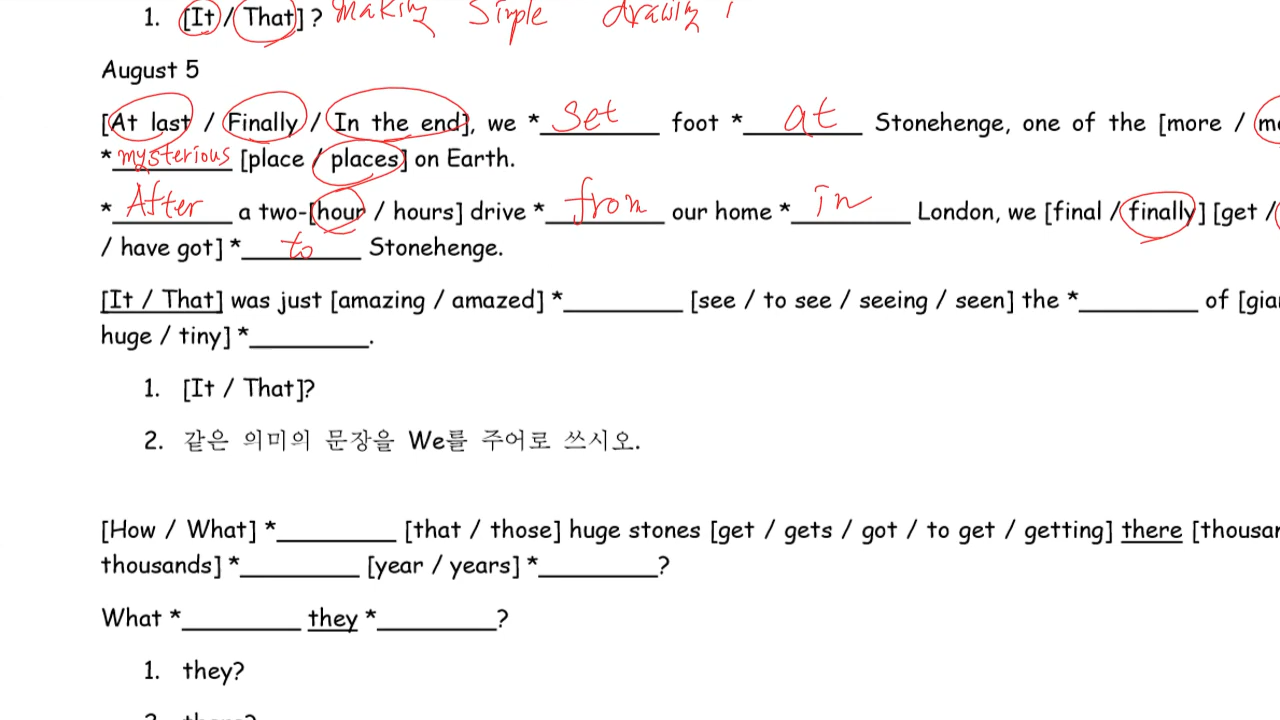 1. [It / That]? making simple drawing
August 5
[At last / Finally / In the end], we *set foot *at Stonehenge, one of the [more /
*mysterious [place / places] on Earth.
*After a two-[hour / hours] drive *from our home *in London, we [final / finally] [get /
/ have got] *to Stonehenge.
[It / That] was just [amazing / amazed] *________ [see / to see / seeing / seen] the *________ of [gia
huge / tiny] *________.
1. [It / That]?
2. 같은 의미의 문장을 We를 주어로 쓰시오.
[How / What] *________ [that / those] huge stones [get / gets / got / to get / getting] there [thousan
thousands] *________ [year / years] *________?
What *________ they *________?
1. they?